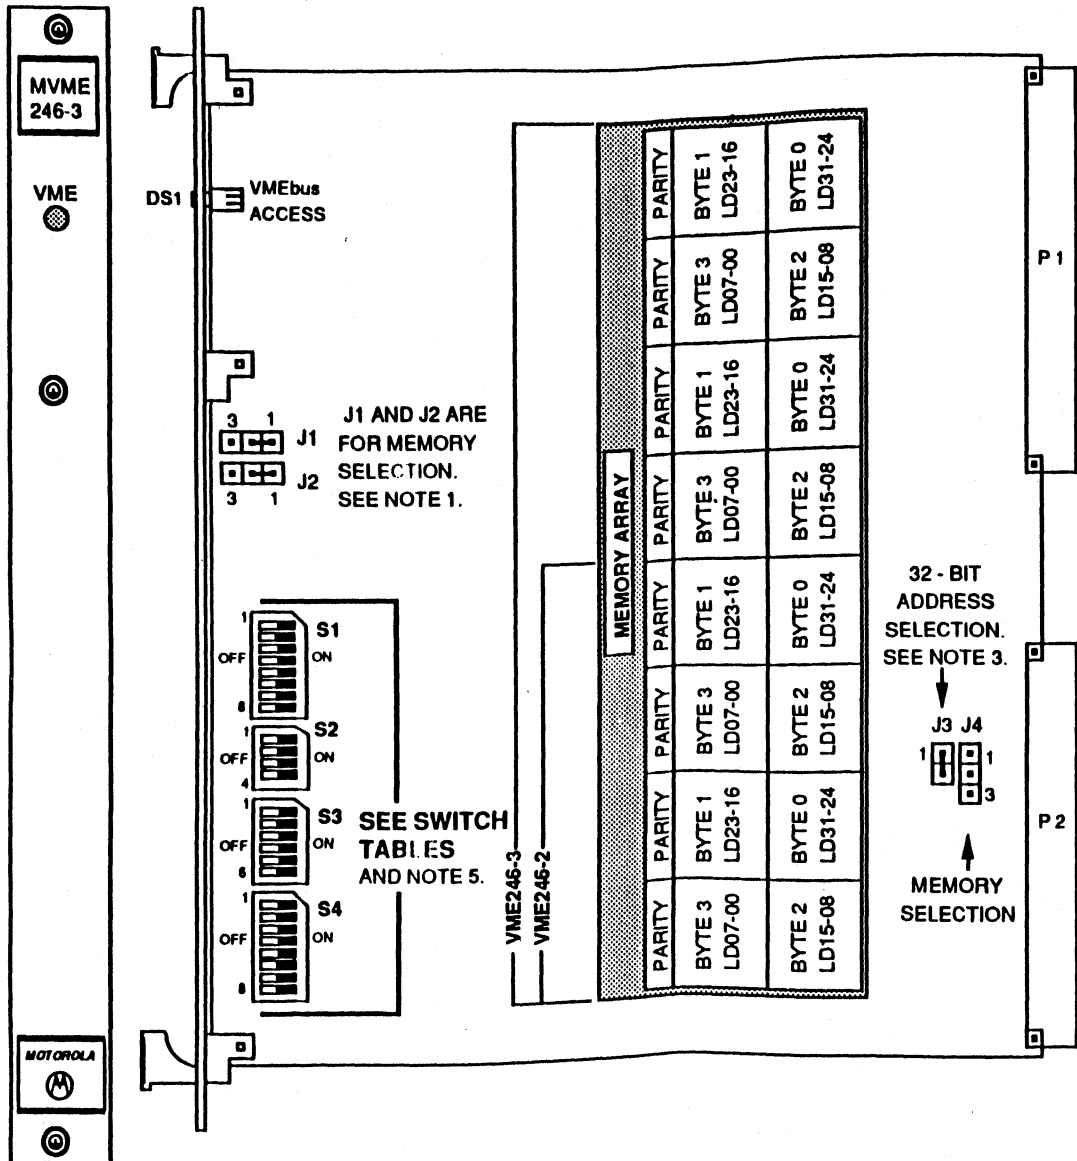 MVME
246-3
VME
MOTOROLA
DS1
VMEbus
ACCESS
3 1
J1
J2
3 1
J1 AND J2 ARE
FOR MEMORY
SELECTION.
SEE NOTE 1.
1
S1
OFF
ON
8
1
S2
OFF
ON
4
1
S3
OFF
ON
6
1
S4
OFF
ON
8
SEE SWITCH
TABLES
AND NOTE 5.
VME246-3
VME246-2
MEMORY ARRAY
PARITY
BYTE 1
LD23-16
BYTE 0
LD31-24
PARITY
BYTE 3
LD07-00
BYTE 2
LD15-08
PARITY
BYTE 1
LD23-16
BYTE 0
LD31-24
PARITY
BYTE 3
LD07-00
BYTE 2
LD15-08
PARITY
BYTE 1
LD23-16
BYTE 0
LD31-24
PARITY
BYTE 3
LD07-00
BYTE 2
LD15-08
PARITY
BYTE 1
LD23-16
BYTE 0
LD31-24
PARITY
BYTE 3
LD07-00
BYTE 2
LD15-08
32 - BIT
ADDRESS
SELECTION.
SEE NOTE 3.
J3 J4
1 1
3
MEMORY
SELECTION
P1
P2